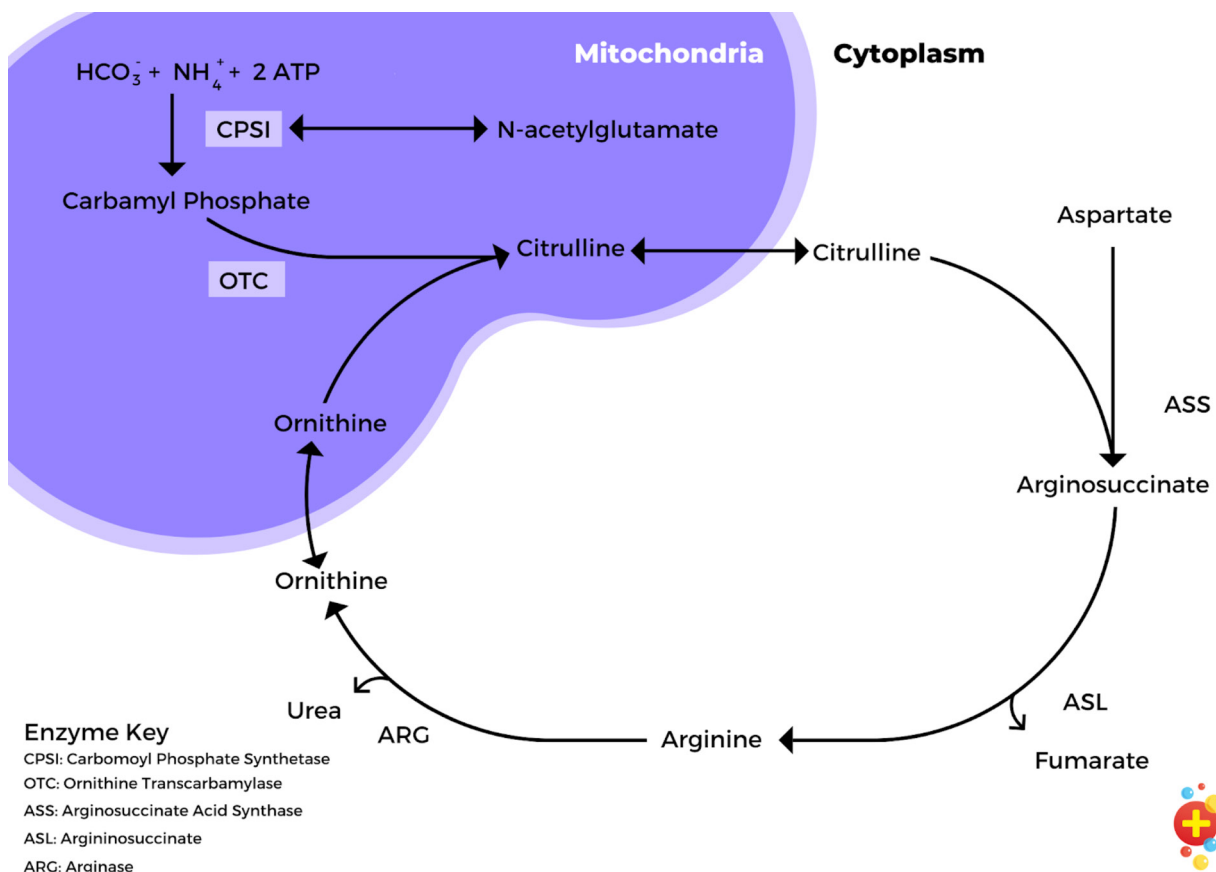 Mitochondria
Cytoplasm
HCO₃⁻ + NH₄⁺ + 2 ATP
CPSI
N-acetylglutamate
Carbamyl Phosphate
OTC
Citrulline
Citrulline
Aspartate
ASS
Ornithine
Arginosuccinate
Ornithine
Urea
ARG
Arginine
ASL
Fumarate
Enzyme Key
CPSI: Carbomoyl Phosphate Synthetase
OTC: Ornithine Transcarbamylase
ASS: Arginosuccinate Acid Synthase
ASL: Argininosuccinate
ARG: Arginase